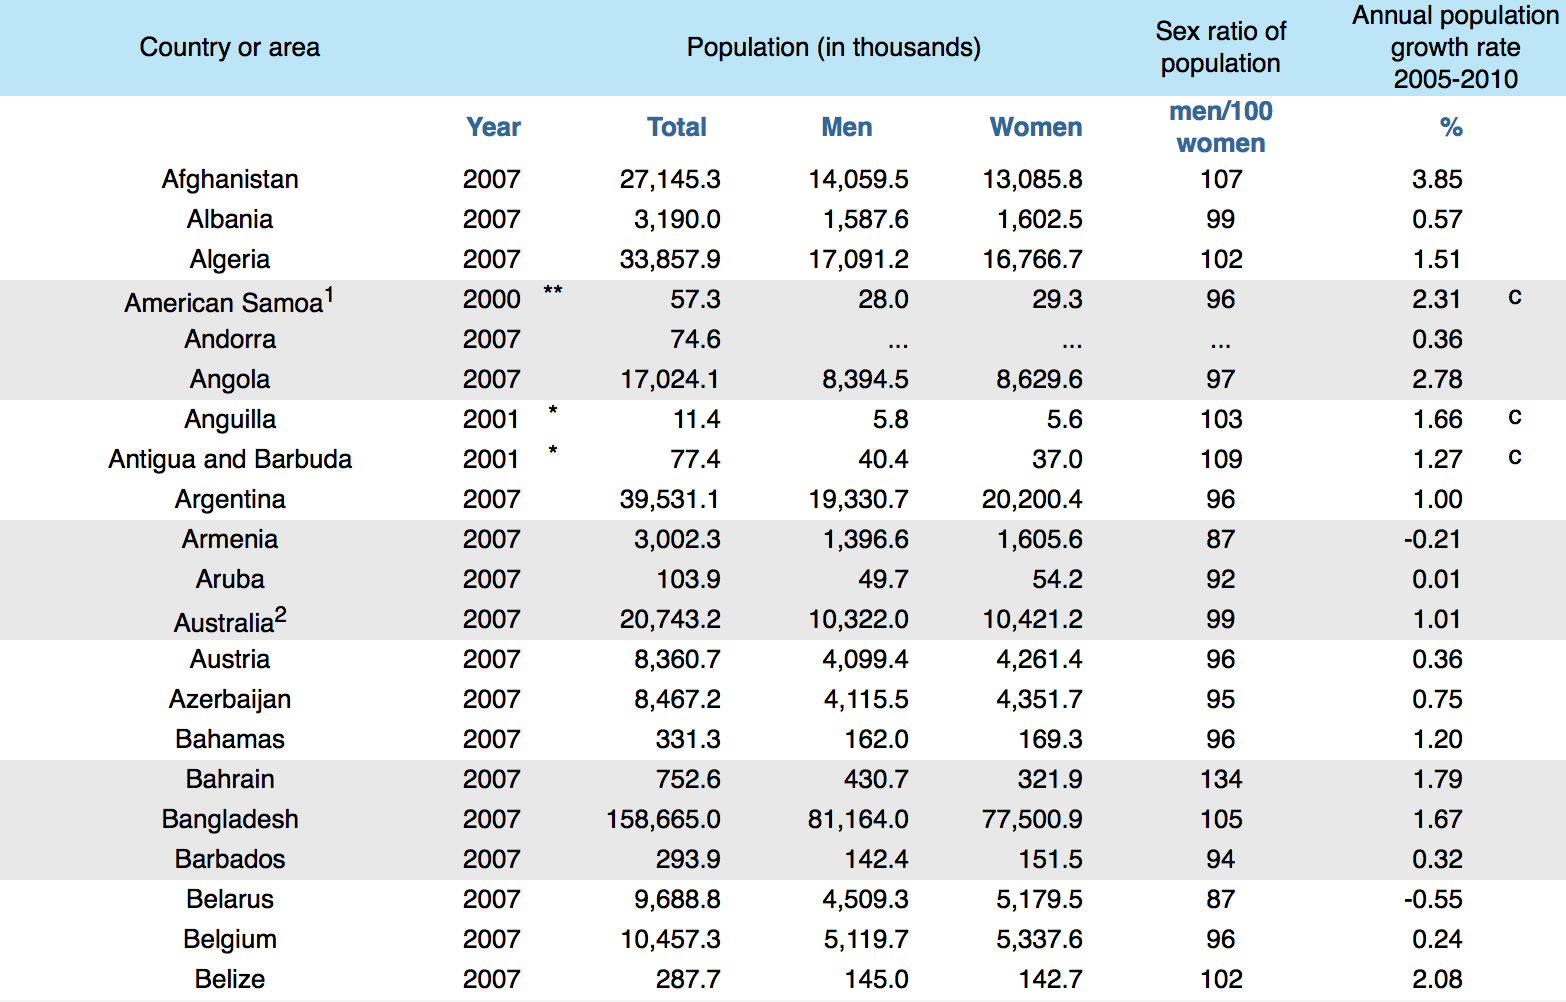 Country or area Population (in thousands) Sex ratio of population Annual population growth rate 2005-2010
Year Total Men Women men/100 women %
Afghanistan 2007 27,145.3 14,059.5 13,085.8 107 3.85
Albania 2007 3,190.0 1,587.6 1,602.5 99 0.57
Algeria 2007 33,857.9 17,091.2 16,766.7 102 1.51
American Samoa1 2000 ** 57.3 28.0 29.3 96 2.31 c
Andorra 2007 74.6 ... ... ... 0.36
Angola 2007 17,024.1 8,394.5 8,629.6 97 2.78
Anguilla 2001 * 11.4 5.8 5.6 103 1.66 c
Antigua and Barbuda 2001 * 77.4 40.4 37.0 109 1.27 c
Argentina 2007 39,531.1 19,330.7 20,200.4 96 1.00
Armenia 2007 3,002.3 1,396.6 1,605.6 87 -0.21
Aruba 2007 103.9 49.7 54.2 92 0.01
Australia2 2007 20,743.2 10,322.0 10,421.2 99 1.01
Austria 2007 8,360.7 4,099.4 4,261.4 96 0.36
Azerbaijan 2007 8,467.2 4,115.5 4,351.7 95 0.75
Bahamas 2007 331.3 162.0 169.3 96 1.20
Bahrain 2007 752.6 430.7 321.9 134 1.79
Bangladesh 2007 158,665.0 81,164.0 77,500.9 105 1.67
Barbados 2007 293.9 142.4 151.5 94 0.32
Belarus 2007 9,688.8 4,509.3 5,179.5 87 -0.55
Belgium 2007 10,457.3 5,119.7 5,337.6 96 0.24
Belize 2007 287.7 145.0 142.7 102 2.08